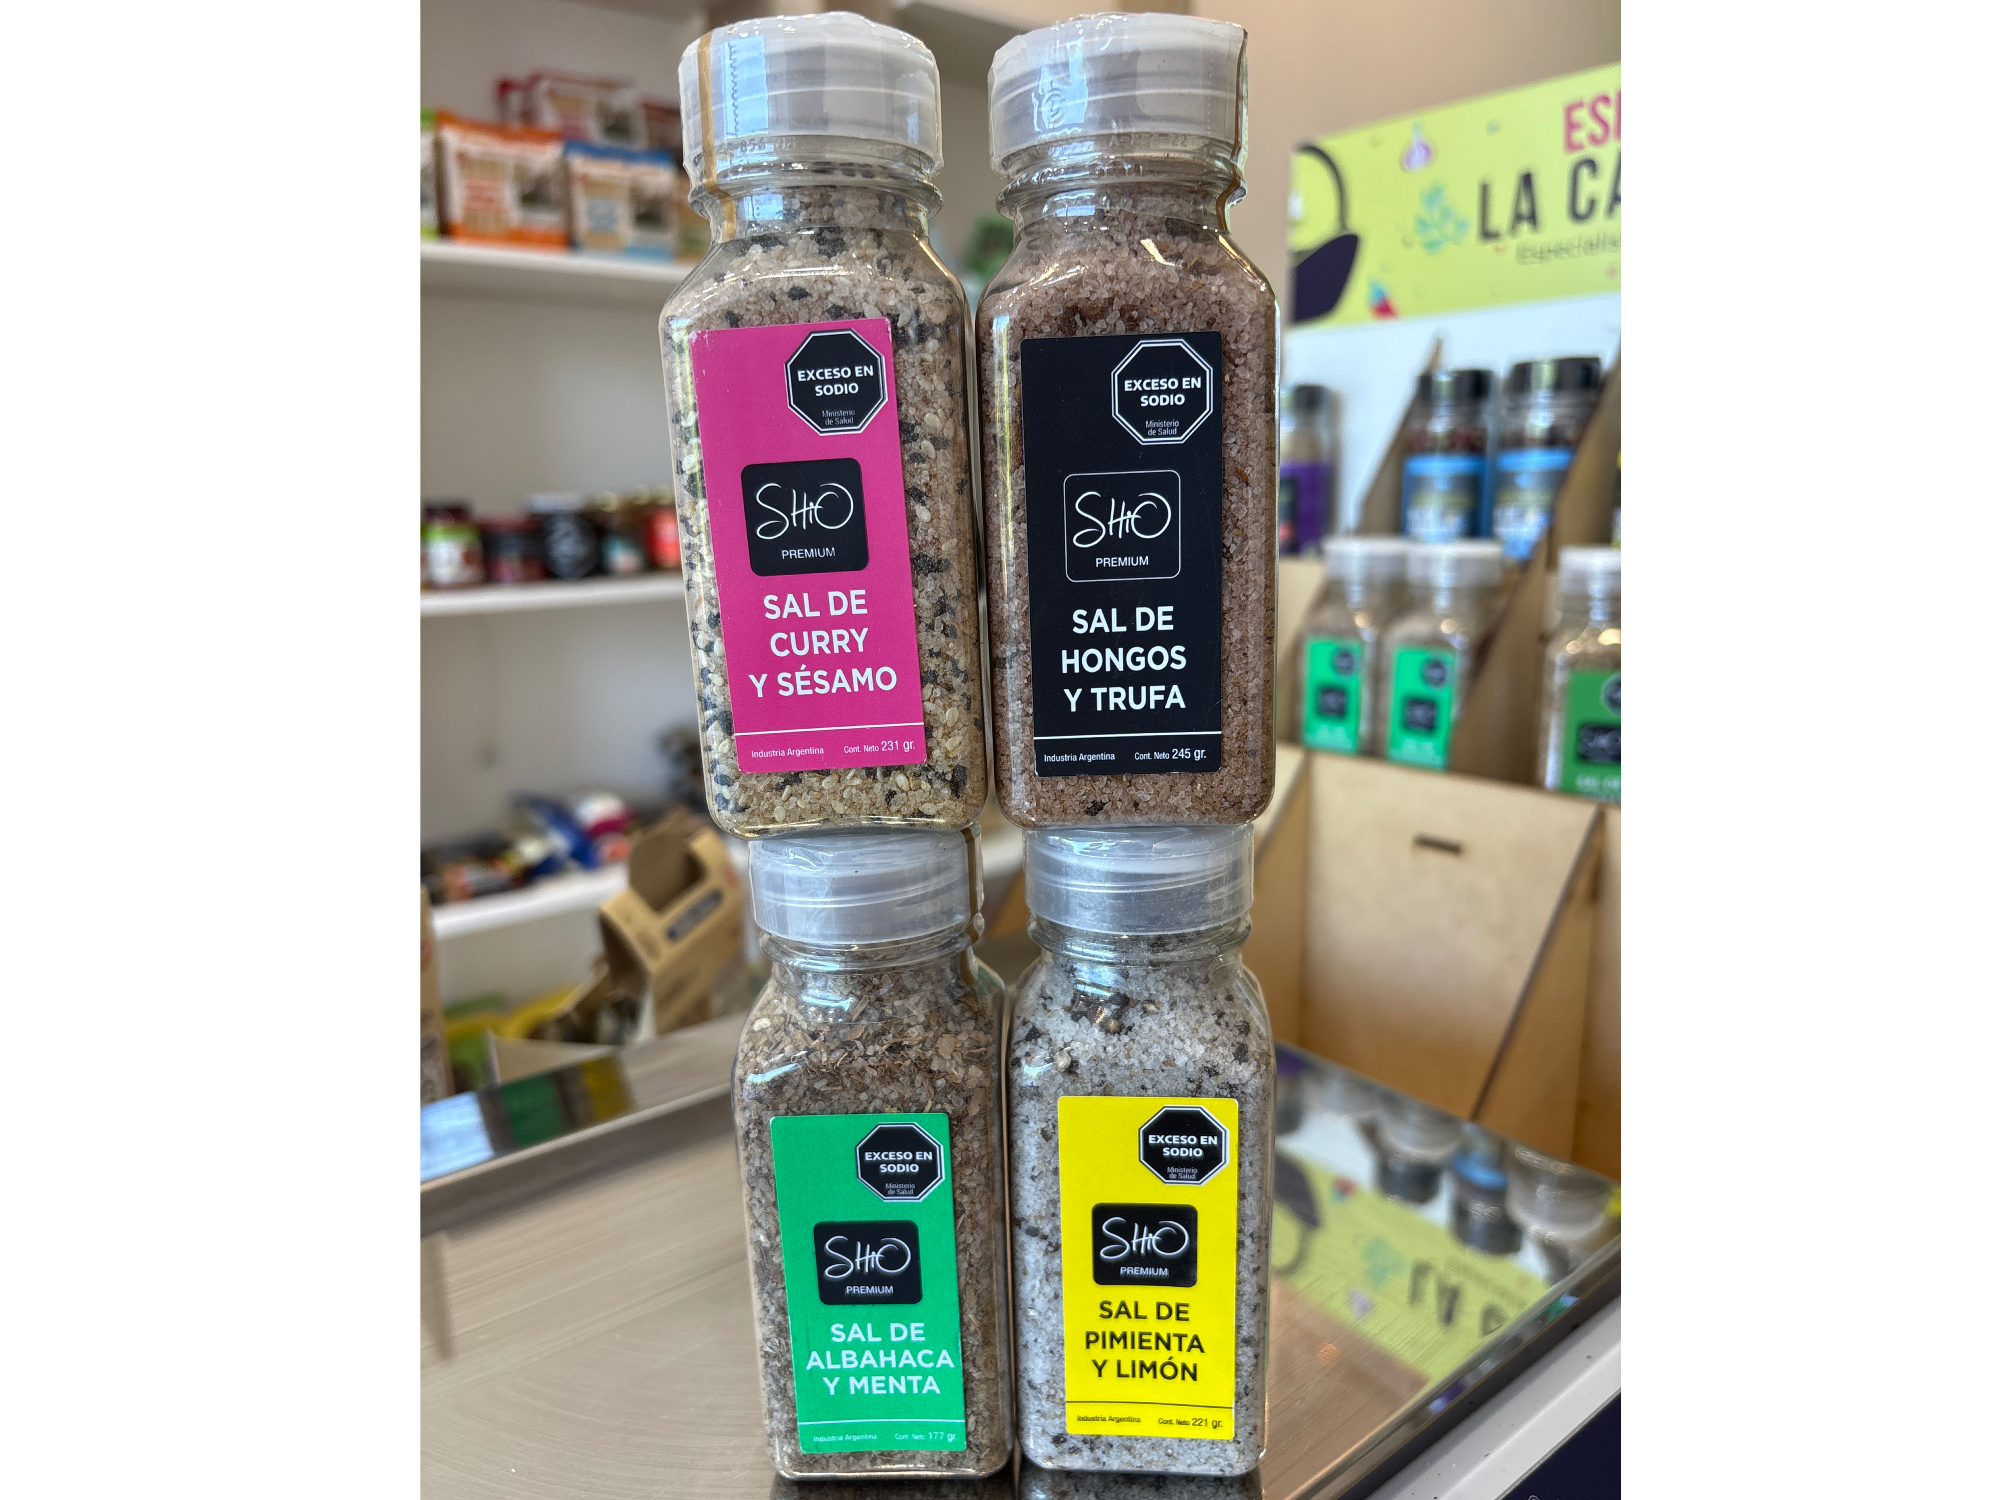 EXCESO EN
SODIO
Ministerio
de Salud
SHiO
PREMIUM
SAL DE
CURRY
Y SÉSAMO
Industria Argentina
Cont. Neto 231 gr.
EXCESO EN
SODIO
Ministerio
de Salud
SHiO
PREMIUM
SAL DE
HONGOS
Y TRUFA
Industria Argentina
Cont. Neto 245 gr.
ESP
LA CA
Especialis
EXCESO EN
SODIO
Ministerio
de Salud
SHiO
PREMIUM
SAL DE
ALBAHACA
Y MENTA
Industria Argentina
Cont. Neto 177 gr
EXCESO EN
SODIO
Ministerio
de Salud
SHiO
PREMIUM
SAL DE
PIMIENTA
Y LIMÓN
Industria Argentina
Cont. Neto 221 gr.